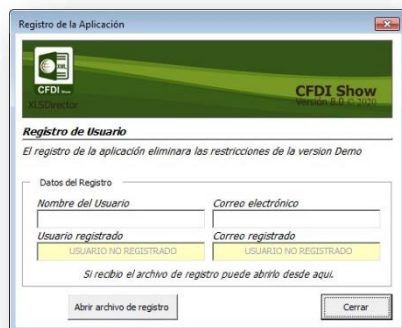 Registro de la Aplicación
XML
CFDI Show
XLSDirector
CFDI Show
Versión 8.0 © 2020
Registro de Usuario
El registro de la aplicación eliminara las restricciones de la version Demo
Datos del Registro
Nombre del Usuario Correo electrónico
Usuario registrado Correo registrado
USUARIO NO REGISTRADO USUARIO NO REGISTRADO
Si recibio el archivo de registro puede abrirlo desde aqui.
Abrir archivo de registro Cerrar